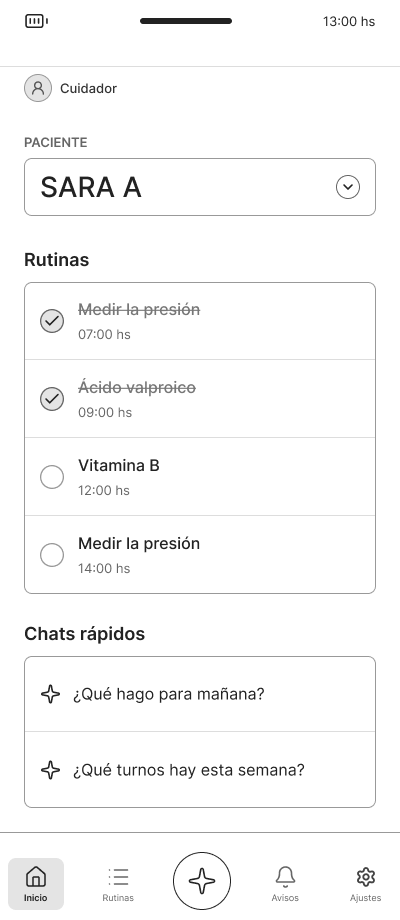 13:00 hs
Cuidador
PACIENTE
SARA A
Rutinas
Medir la presión
07:00 hs
Ácido valproico
09:00 hs
Vitamina B
12:00 hs
Medir la presión
14:00 hs
Chats rápidos
¿Qué hago para mañana?
¿Qué turnos hay esta semana?
Inicio
Rutinas
Avisos
Ajustes